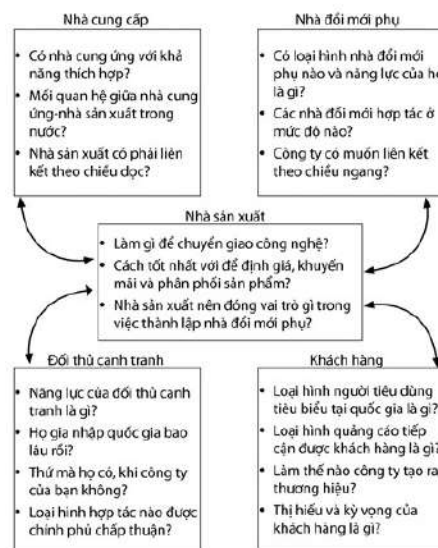 Nhà cung cấp
• Có nhà cung ứng với khả
năng thích hợp?
• Mối quan hệ giữa nhà cung
ứng-nhà sản xuất trong
nước?
• Nhà sản xuất có phải liên
kết theo chiều dọc?
Nhà đổi mới phụ
• Có loại hình nhà đổi mới
phụ nào và năng lực của họ
là gì?
• Các nhà đổi mới hợp tác ở
mức độ nào?
• Công ty có muốn liên kết
theo chiều ngang?
Nhà sản xuất
• Làm gì để chuyển giao công nghệ?
• Cách tốt nhất với để định giá, khuyến
mãi và phân phối sản phẩm?
• Nhà sản xuất nên đóng vai trò gì trong
việc thành lập nhà đổi mới phụ?
Đối thủ cạnh tranh
• Năng lực của đối thủ cạnh
tranh là gì?
• Họ gia nhập quốc gia bao
lâu rồi?
• Thứ mà họ có, khi công ty
của bạn không?
• Loại hình hợp tác nào được
chính phủ chấp thuận?
Khách hàng
• Loại hình người tiêu dùng
tiêu biểu tại quốc gia là gì?
• Loại hình quảng cáo tiếp
cận được khách hàng là gì?
• Làm thế nào công ty tạo ra
thương hiệu?
• Thị hiếu và kỳ vọng của
khách hàng là gì?